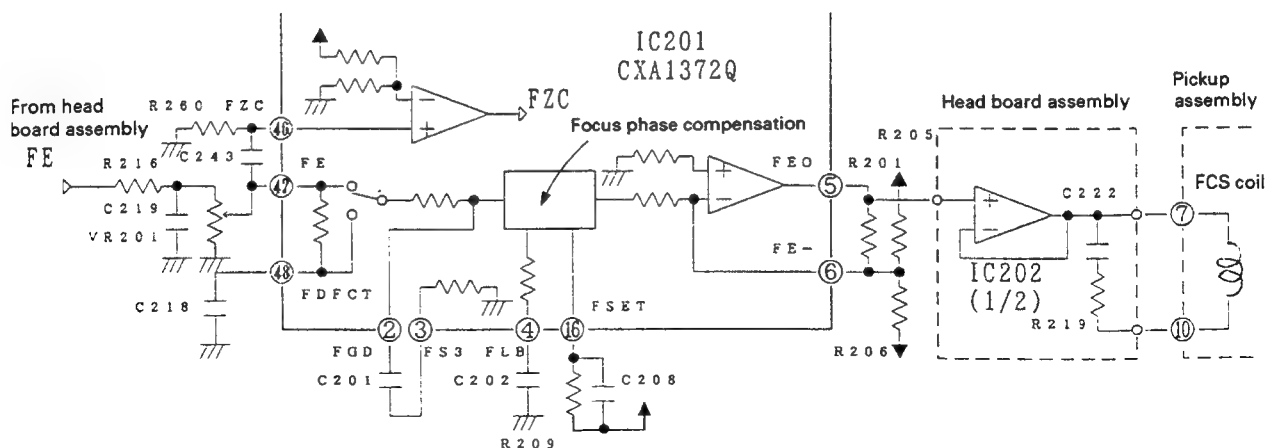 IC201
CXA1372Q
From head
board assembly
FE
R260
FZC
46
C243
FZC
Focus phase compensation
Head board assembly
Pickup
assembly
R216
47
FE
C219
VR201
48
FDFCT
C218
FEO
5
R201
R205
FE-
6
R206
IC202
(1/2)
C222
R219
FCS coil
7
10
2
3
4
16
FSET
FGD
FS3
FLB
C201
C202
C208
R209